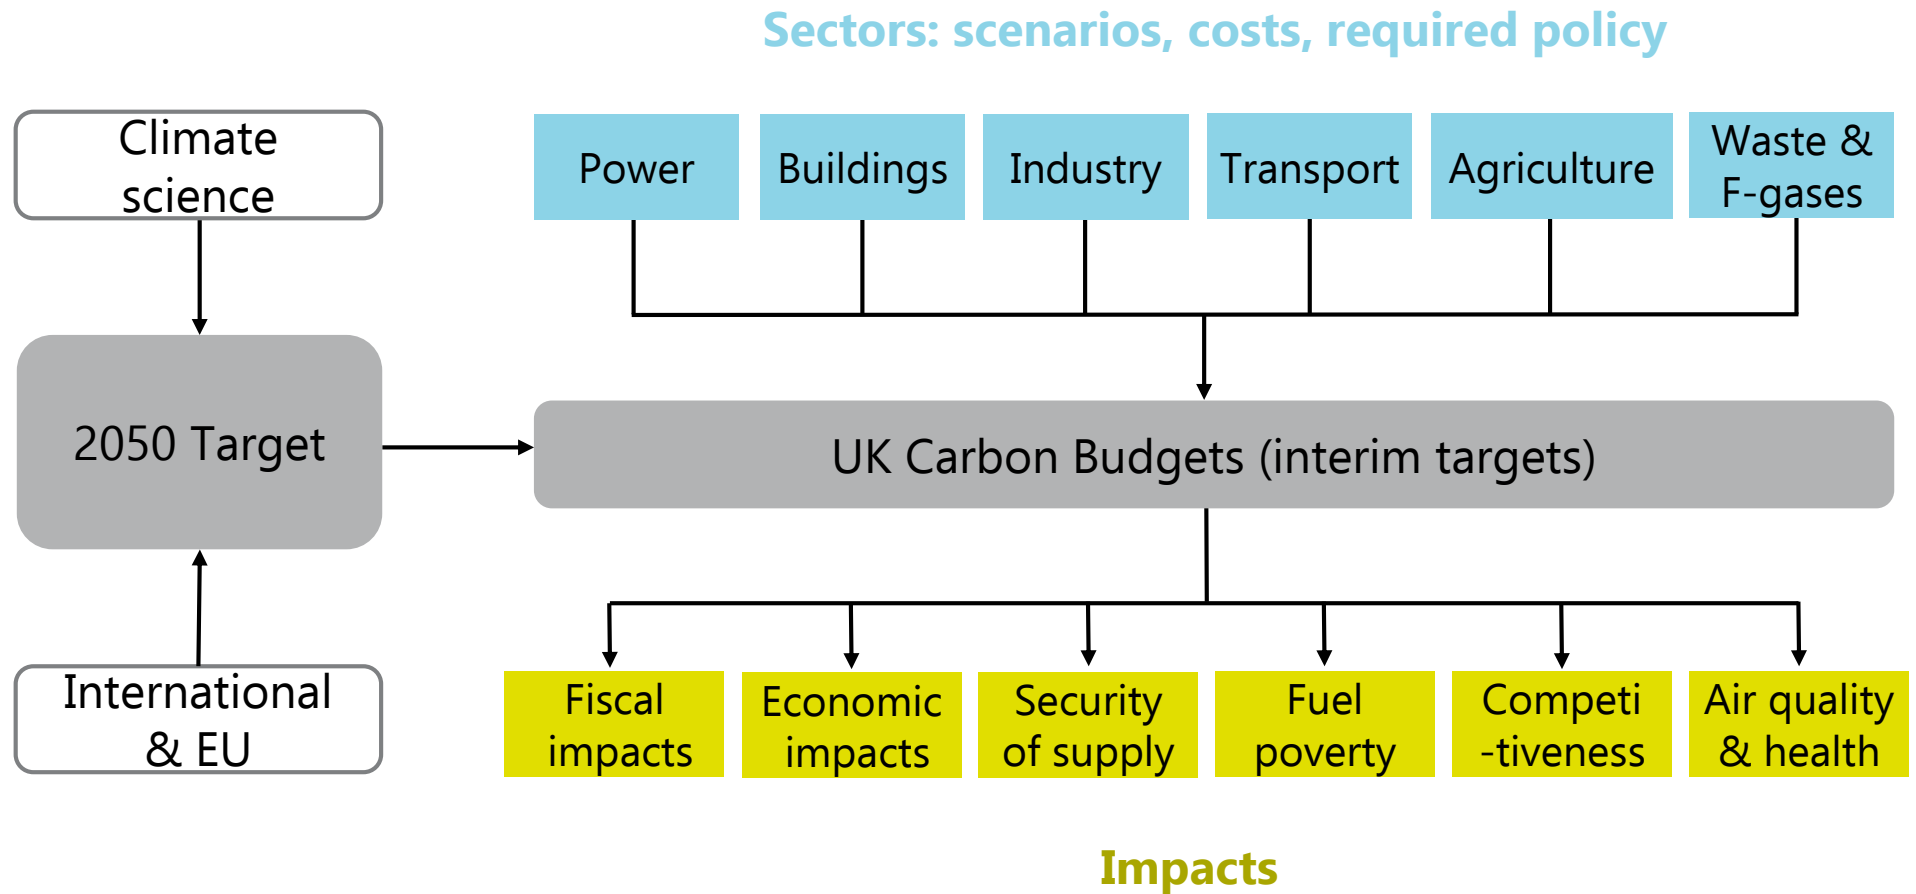 Sectors: scenarios, costs, required policy
Climate
science
Power
Buildings
Industry
Transport
Agriculture
Waste &
F-gases
2050 Target
UK Carbon Budgets (interim targets)
International
& EU
Fiscal
impacts
Economic
impacts
Security
of supply
Fuel
poverty
Competi
-tiveness
Air quality
& health
Impacts